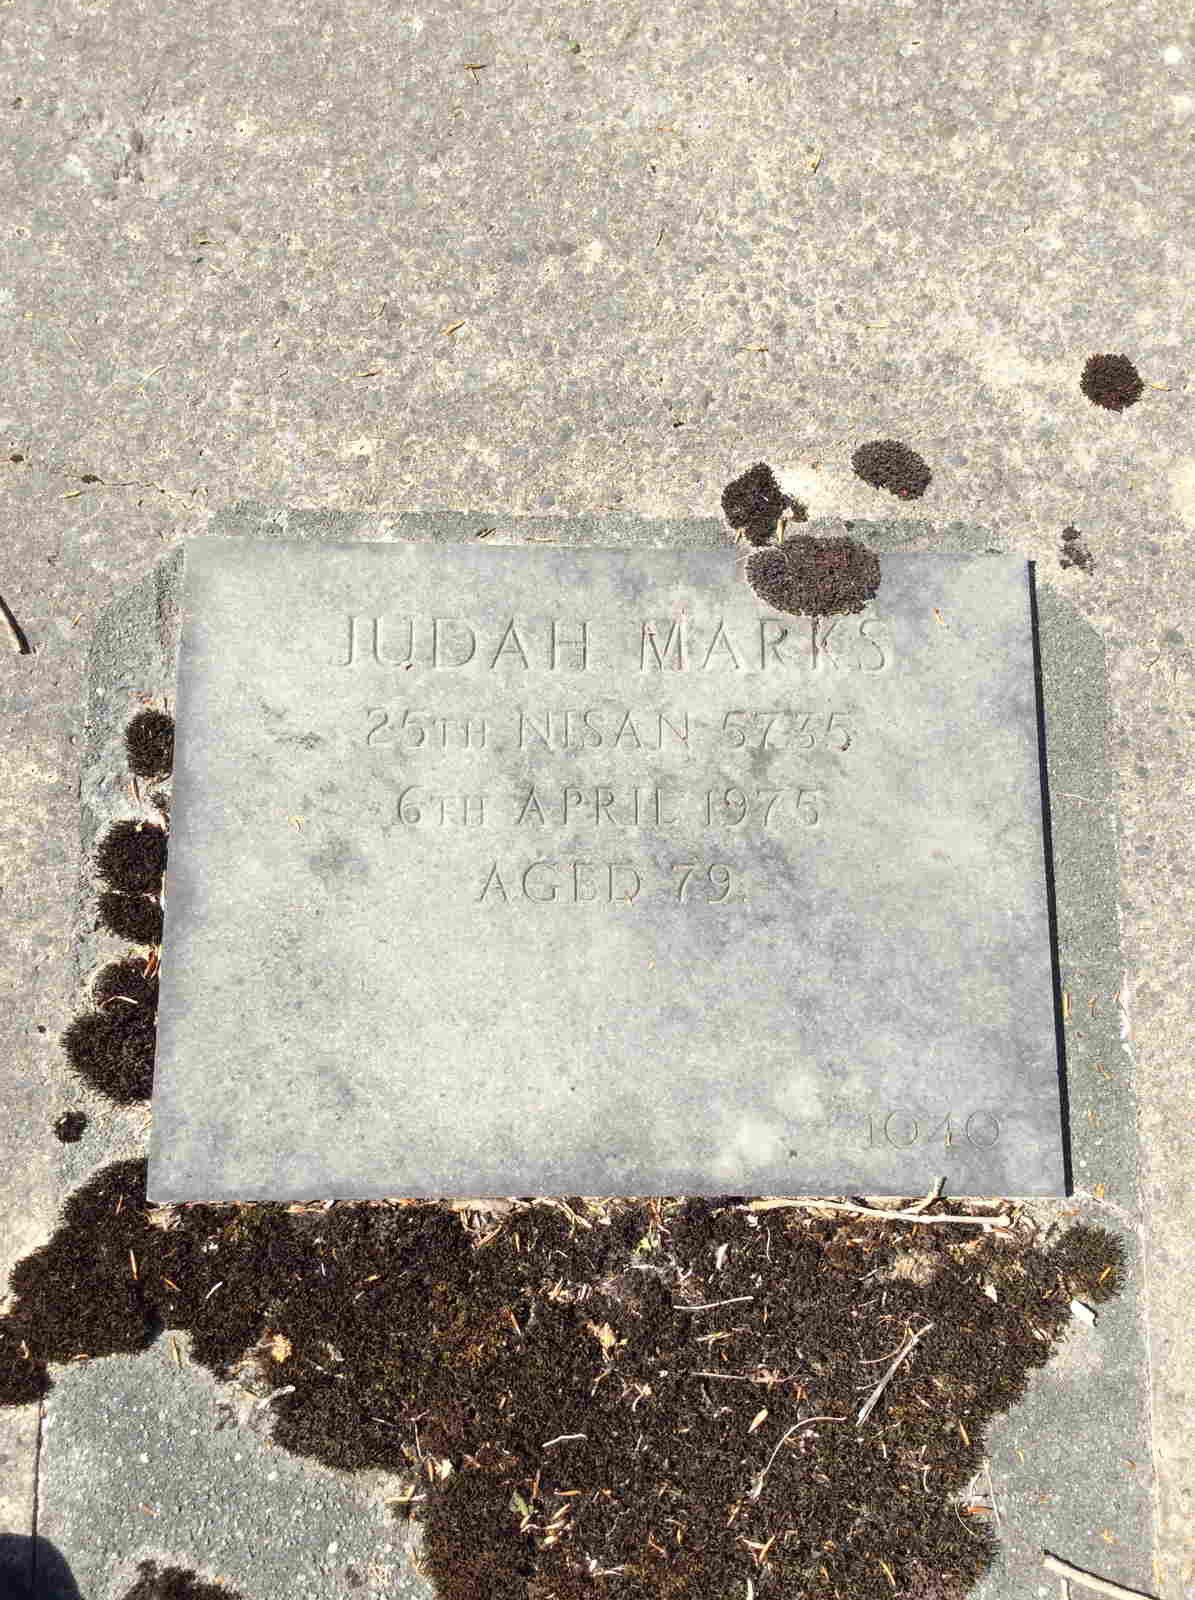 JUDAH MARKS
25TH NISAN 5735
6TH APRIL 1975
AGED 79.
1040